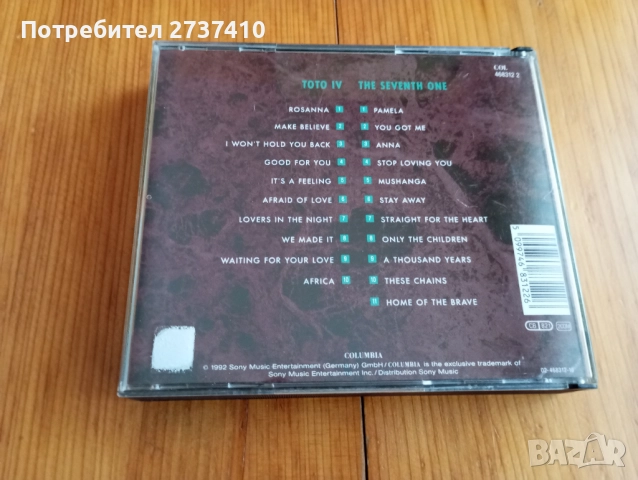 Потребител 2737410
COL
468312 2
TOTO IV THE SEVENTH ONE
ROSANNA 1 1 PAMELA
MAKE BELIEVE 2 2 YOU GOT ME
I WON'T HOLD YOU BACK 3 3 ANNA
GOOD FOR YOU 4 4 STOP LOVING YOU
IT'S A FEELING 5 5 MUSHANGA
AFRAID OF LOVE 6 6 STAY AWAY
LOVERS IN THE NIGHT 7 7 STRAIGHT FOR THE HEART
WE MADE IT 8 8 ONLY THE CHILDREN
WAITING FOR YOUR LOVE 9 9 A THOUSAND YEARS
AFRICA 10 10 THESE CHAINS
11 HOME OF THE BRAVE
5 099746 831226
COLUMBIA
© 1992 Sony Music Entertainment (Germany) GmbH/COLUMBIA is the exclusive trademark of
Sony Music Entertainment Inc./Distribution Sony Music
BAZAR